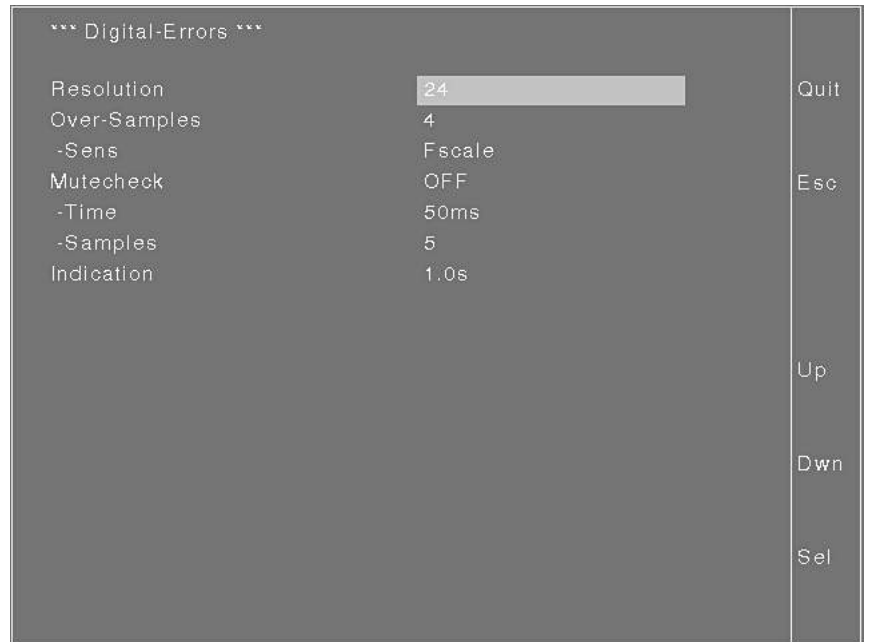 *** Digital-Errors ***
Resolution 24
Over-Samples 4
-Sens Fscale
Mutecheck OFF
-Time 50ms
-Samples 5
Indication 1.0s
Quit
Esc
Up
Dwn
Sel